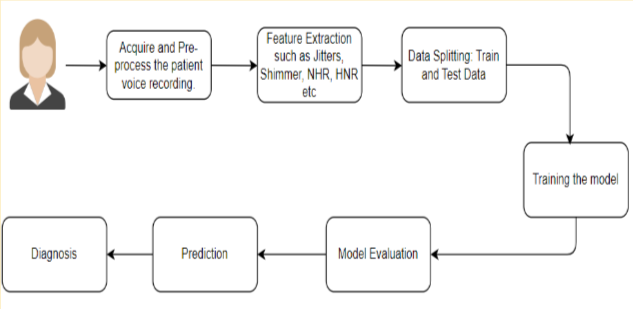 Acquire and Pre-
process the patient
voice recording.
Feature Extraction
such as Jitters,
Shimmer, NHR, HNR
etc
Data Splitting: Train
and Test Data
Training the model
Model Evaluation
Prediction
Diagnosis